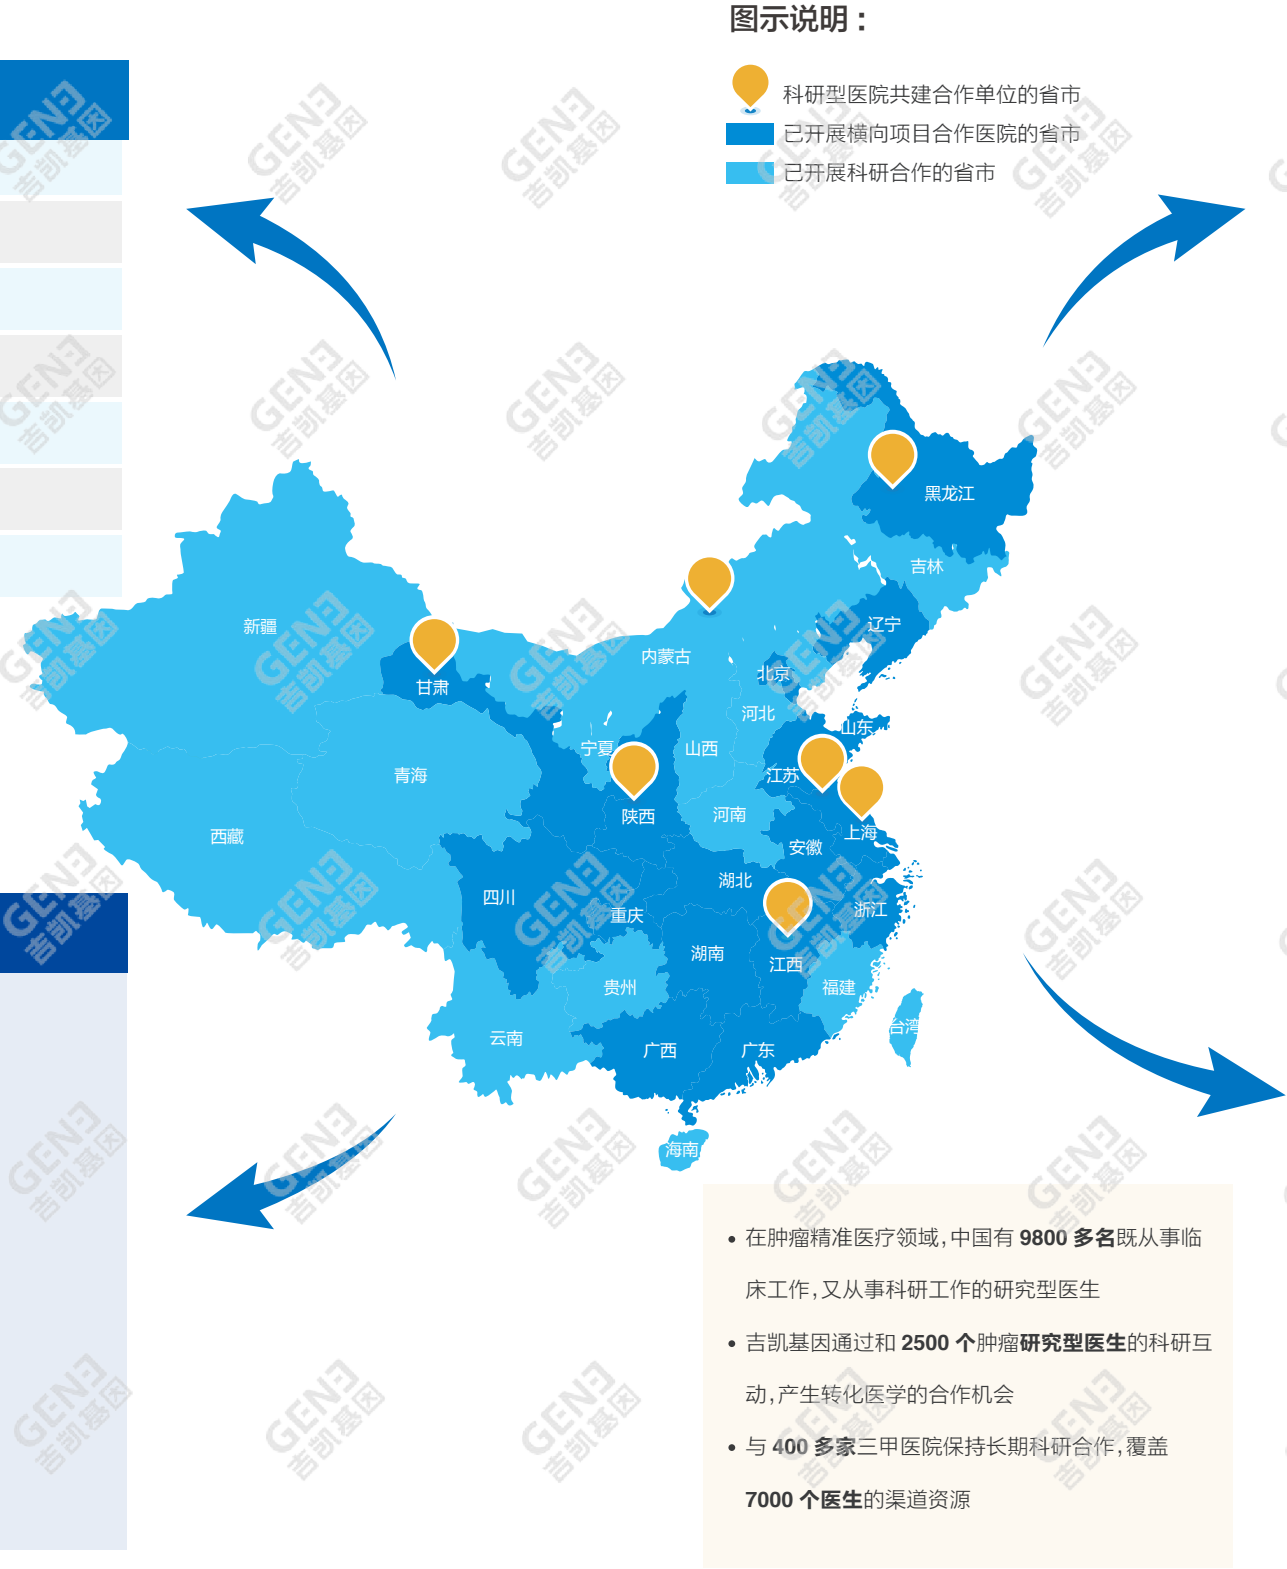 图示说明：
科研型医院共建合作单位的省市
已开展横向项目合作医院的省市
已开展科研合作的省市
黑龙江
吉林
辽宁
新疆
内蒙古
北京
甘肃
河北
山东
宁夏
山西
青海
江苏
河南
陕西
西藏
上海
安徽
湖北
四川
重庆
浙江
湖南
江西
贵州
福建
台湾
云南
广西
广东
海南
• 在肿瘤精准医疗领域,中国有 9800 多名既从事临
床工作,又从事科研工作的研究型医生
• 吉凯基因通过和 2500 个肿瘤研究型医生的科研互
动,产生转化医学的合作机会
• 与 400 多家三甲医院保持长期科研合作,覆盖
7000 个医生的渠道资源
GENE
吉凯基因